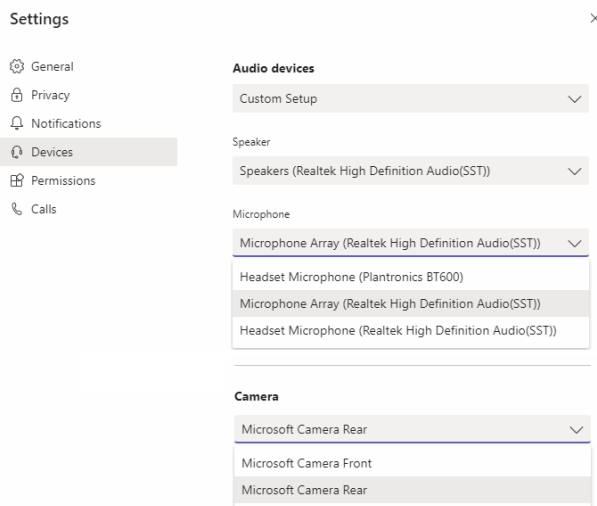 Settings
General
Privacy
Notifications
Devices
Permissions
Calls
Audio devices
Custom Setup
Speaker
Speakers (Realtek High Definition Audio(SST))
Microphone
Microphone Array (Realtek High Definition Audio(SST))
Headset Microphone (Plantronics BT600)
Microphone Array (Realtek High Definition Audio(SST))
Headset Microphone (Realtek High Definition Audio(SST))
Camera
Microsoft Camera Rear
Microsoft Camera Front
Microsoft Camera Rear